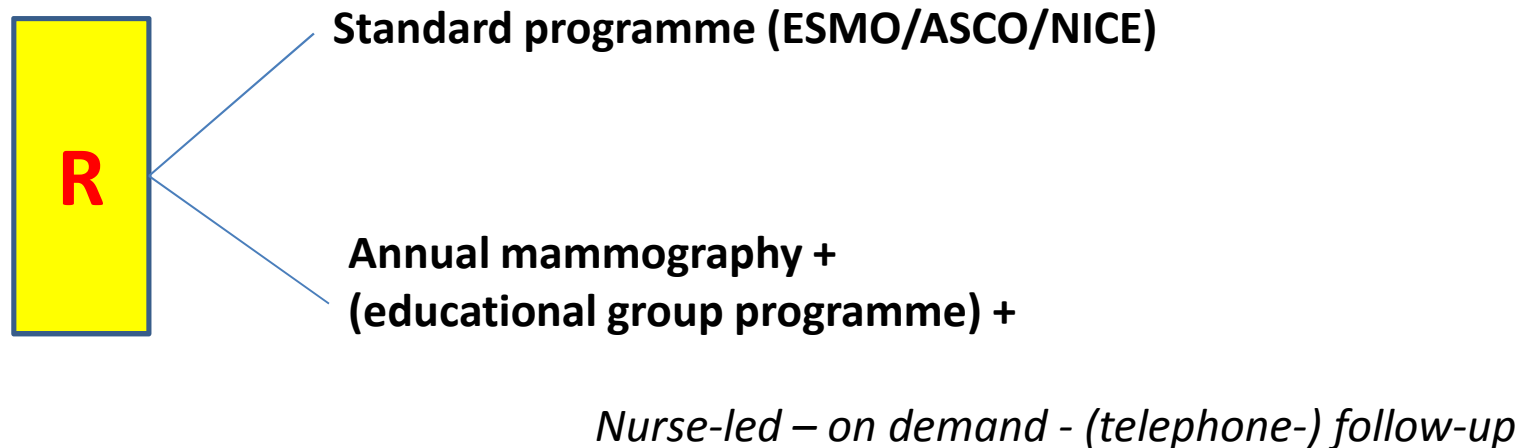 Standard programme (ESMO/ASCO/NICE)
R
Annual mammography +
(educational group programme) +
Nurse-led – on demand - (telephone-) follow-up